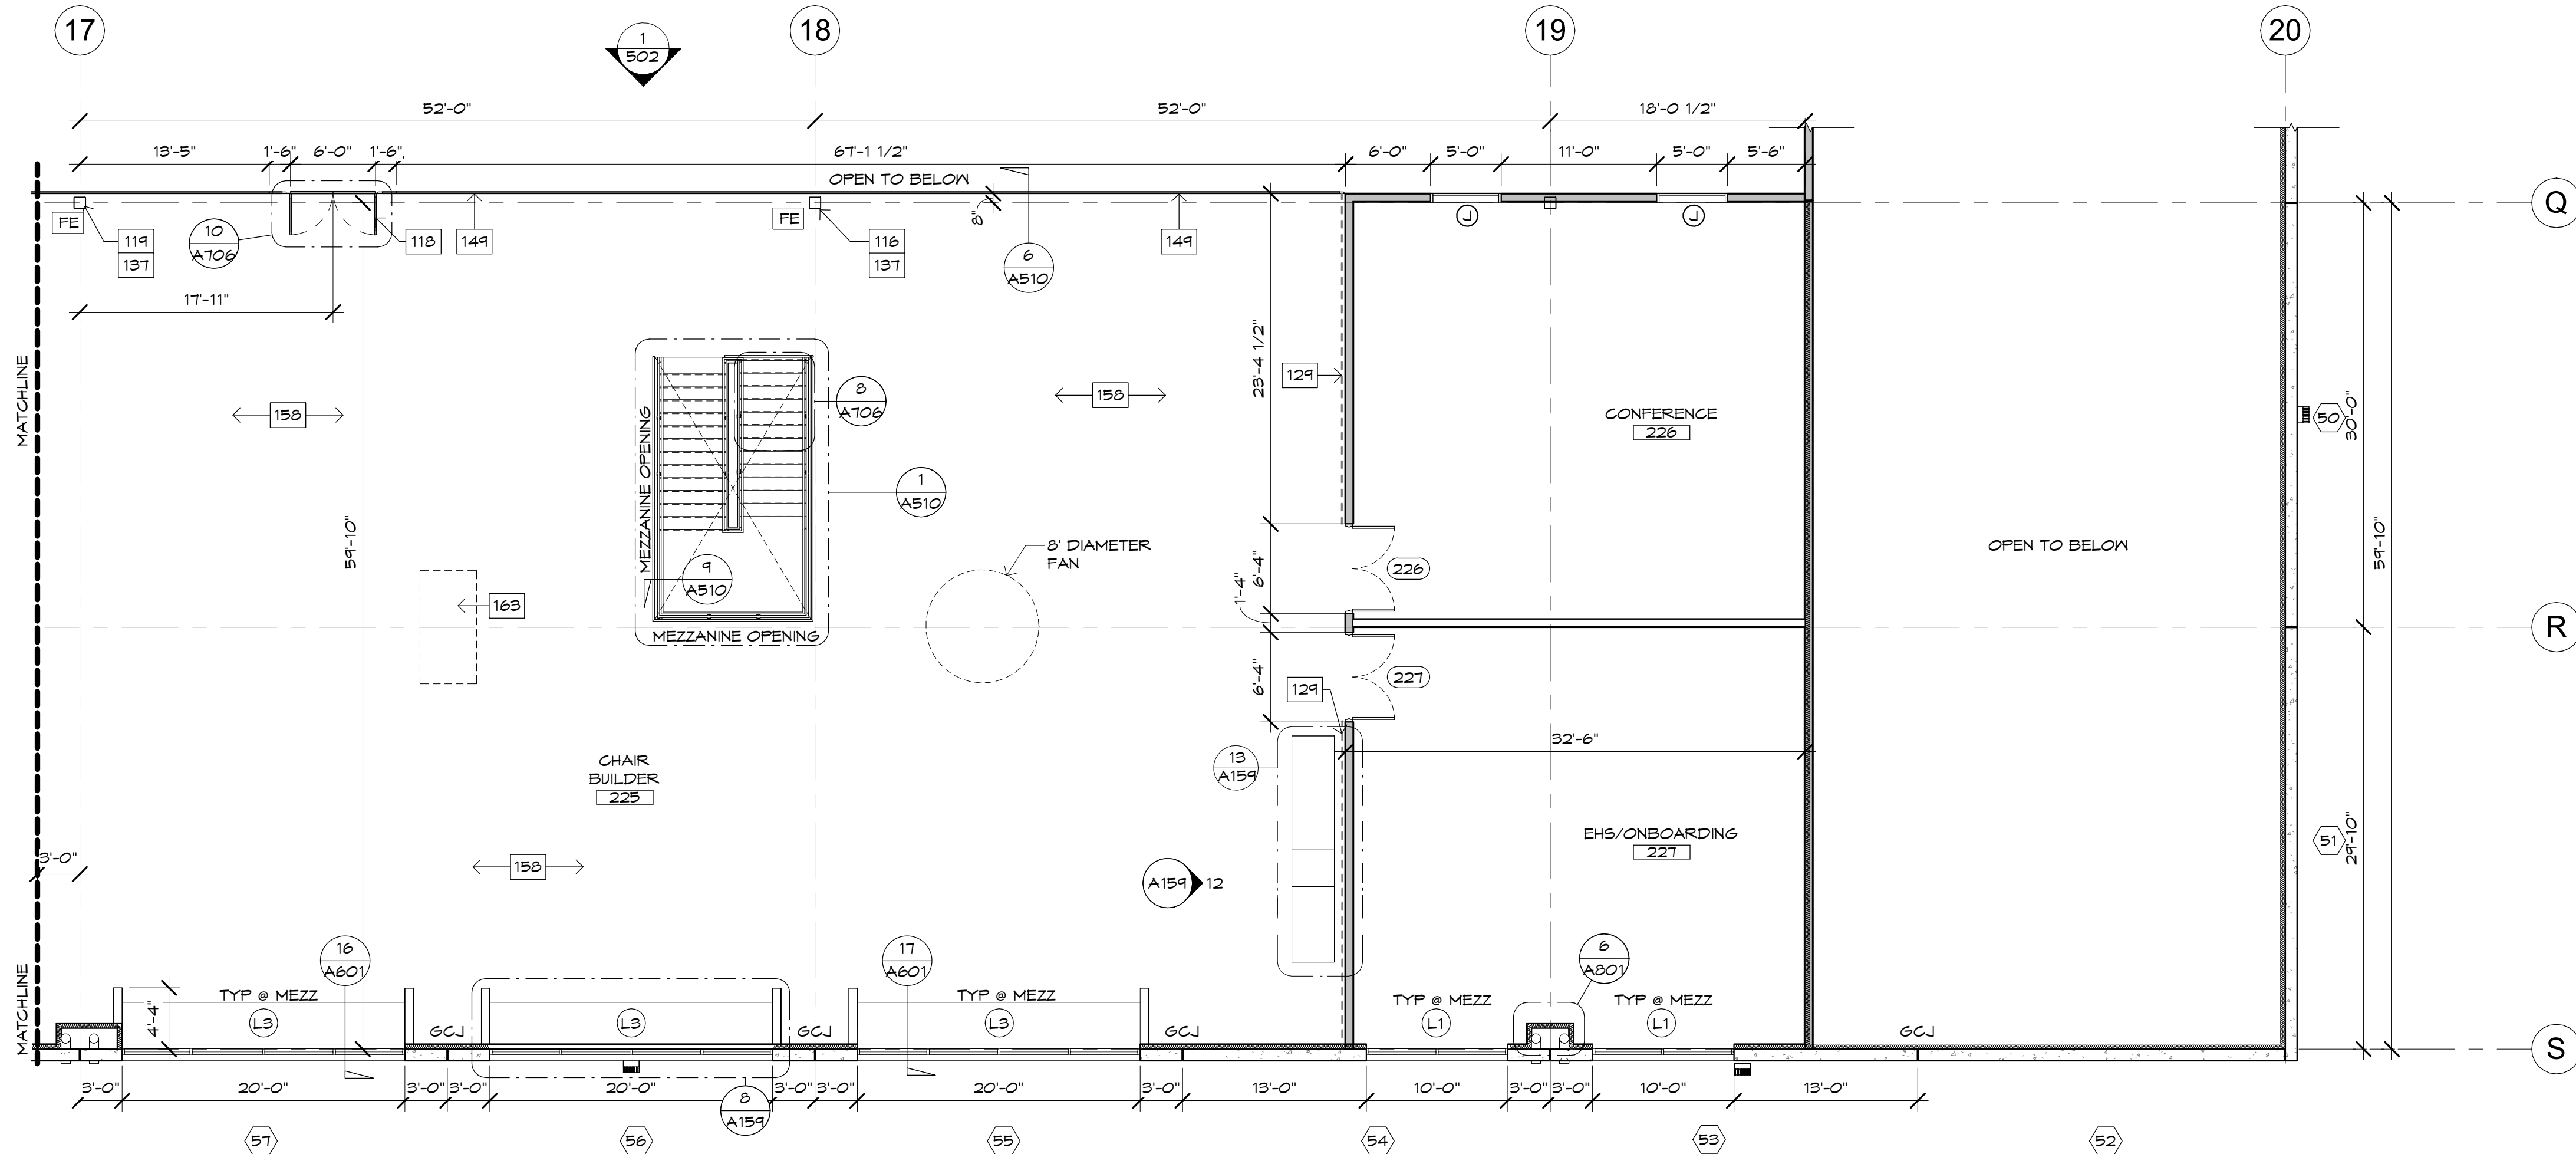 17
18
19
20
1
502
52'-0"
52'-0"
18'-0 1/2"
13'-5"
1'-6"
6'-0"
1'-6"
67'-1 1/2"
6'-0"
5'-0"
11'-0"
5'-0"
5'-6"
OPEN TO BELOW
8"
Q
FE
119
137
10
A706
118
149
FE
116
137
6
A510
149
J
J
17'-11"
MATCHLINE
158
59'-10"
MEZZANINE OPENING
8
A706
1
A510
9
A510
MEZZANINE OPENING
158
23'-4 1/2"
129
CONFERENCE
226
50
30'-0"
8' DIAMETER
FAN
163
226
6'-4"
1'-4"
OPEN TO BELOW
59'-10"
R
6'-4"
227
129
32'-6"
13
A159
CHAIR
BUILDER
225
EHS/ONBOARDING
227
51
29'-10"
3'-0"
158
A159
12
MATCHLINE
16
A601
17
A601
6
A801
4'-4"
TYP @ MEZZ
L3
GCJ
L3
GCJ
TYP @ MEZZ
L3
GCJ
TYP @ MEZZ
L1
TYP @ MEZZ
L1
GCJ
S
3'-0"
20'-0"
3'-0"
3'-0"
20'-0"
3'-0"
3'-0"
20'-0"
3'-0"
13'-0"
10'-0"
3'-0"
3'-0"
10'-0"
13'-0"
8
A159
57
56
55
54
53
52